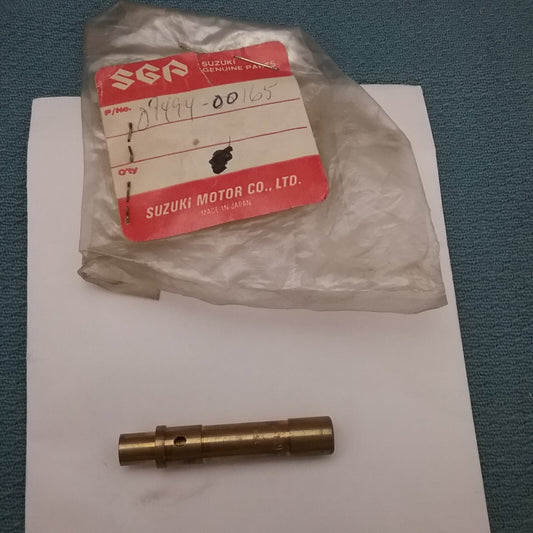 SGP
SUZUKI
GENUINE PARTS
P/No. 09494-00165
Q'ty
SUZUKI MOTOR CO., LTD.
MADE IN JAPAN